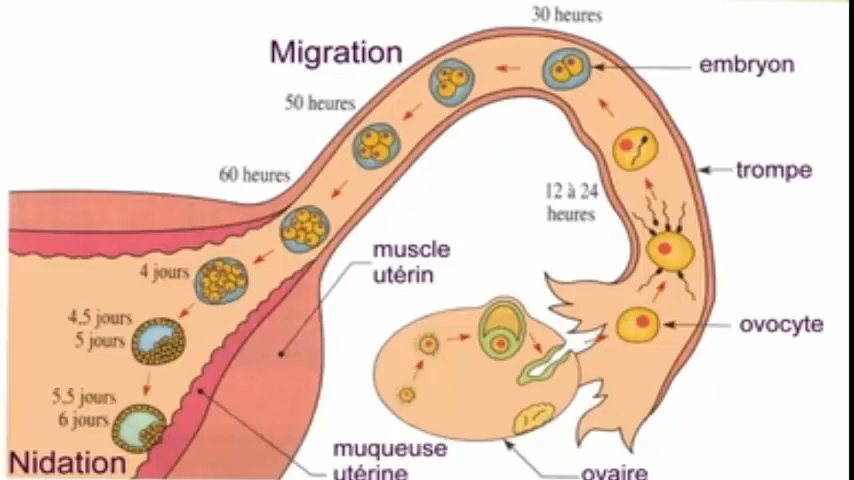 30 heures
Migration
embryon
50 heures
trompe
60 heures
12 à 24
heures
muscle
utérin
4 jours
4,5 jours
5 jours
ovocyte
5,5 jours
6 jours
Nidation
muqueuse
utérine
ovaire